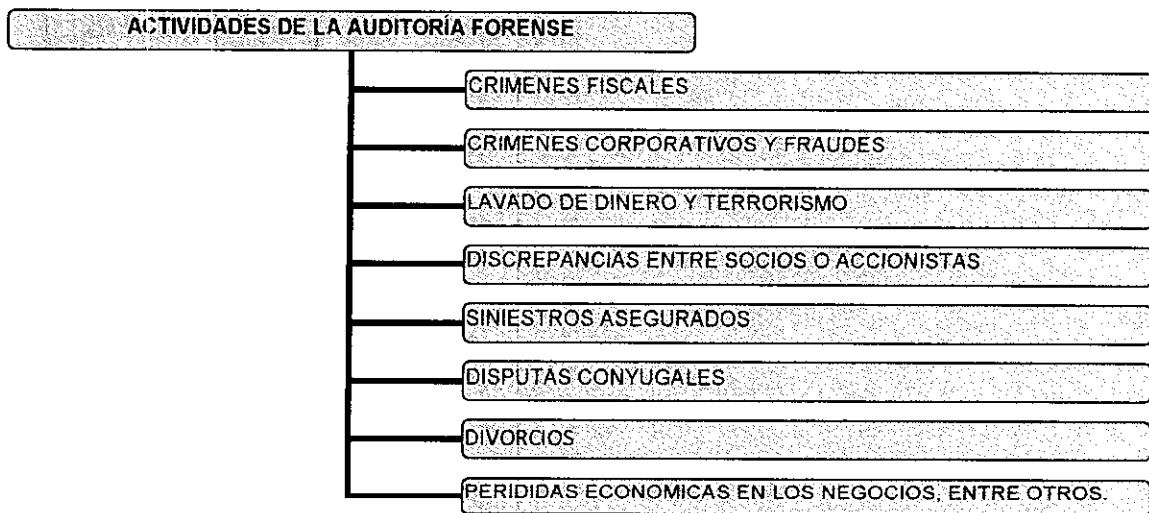 ACTIVIDADES DE LA AUDITORÍA FORENSE
CRIMENES FISCALES
CRIMENES CORPORATIVOS Y FRAUDES
LAVADO DE DINERO Y TERRORISMO
DISCREPANCIAS ENTRE SOCIOS O ACCIONISTAS
SINIESTROS ASEGURADOS
DISPUTAS CONYUGALES
DIVORCIOS
PERIDIDAS ECONOMICAS EN LOS NEGOCIOS, ENTRE OTROS.